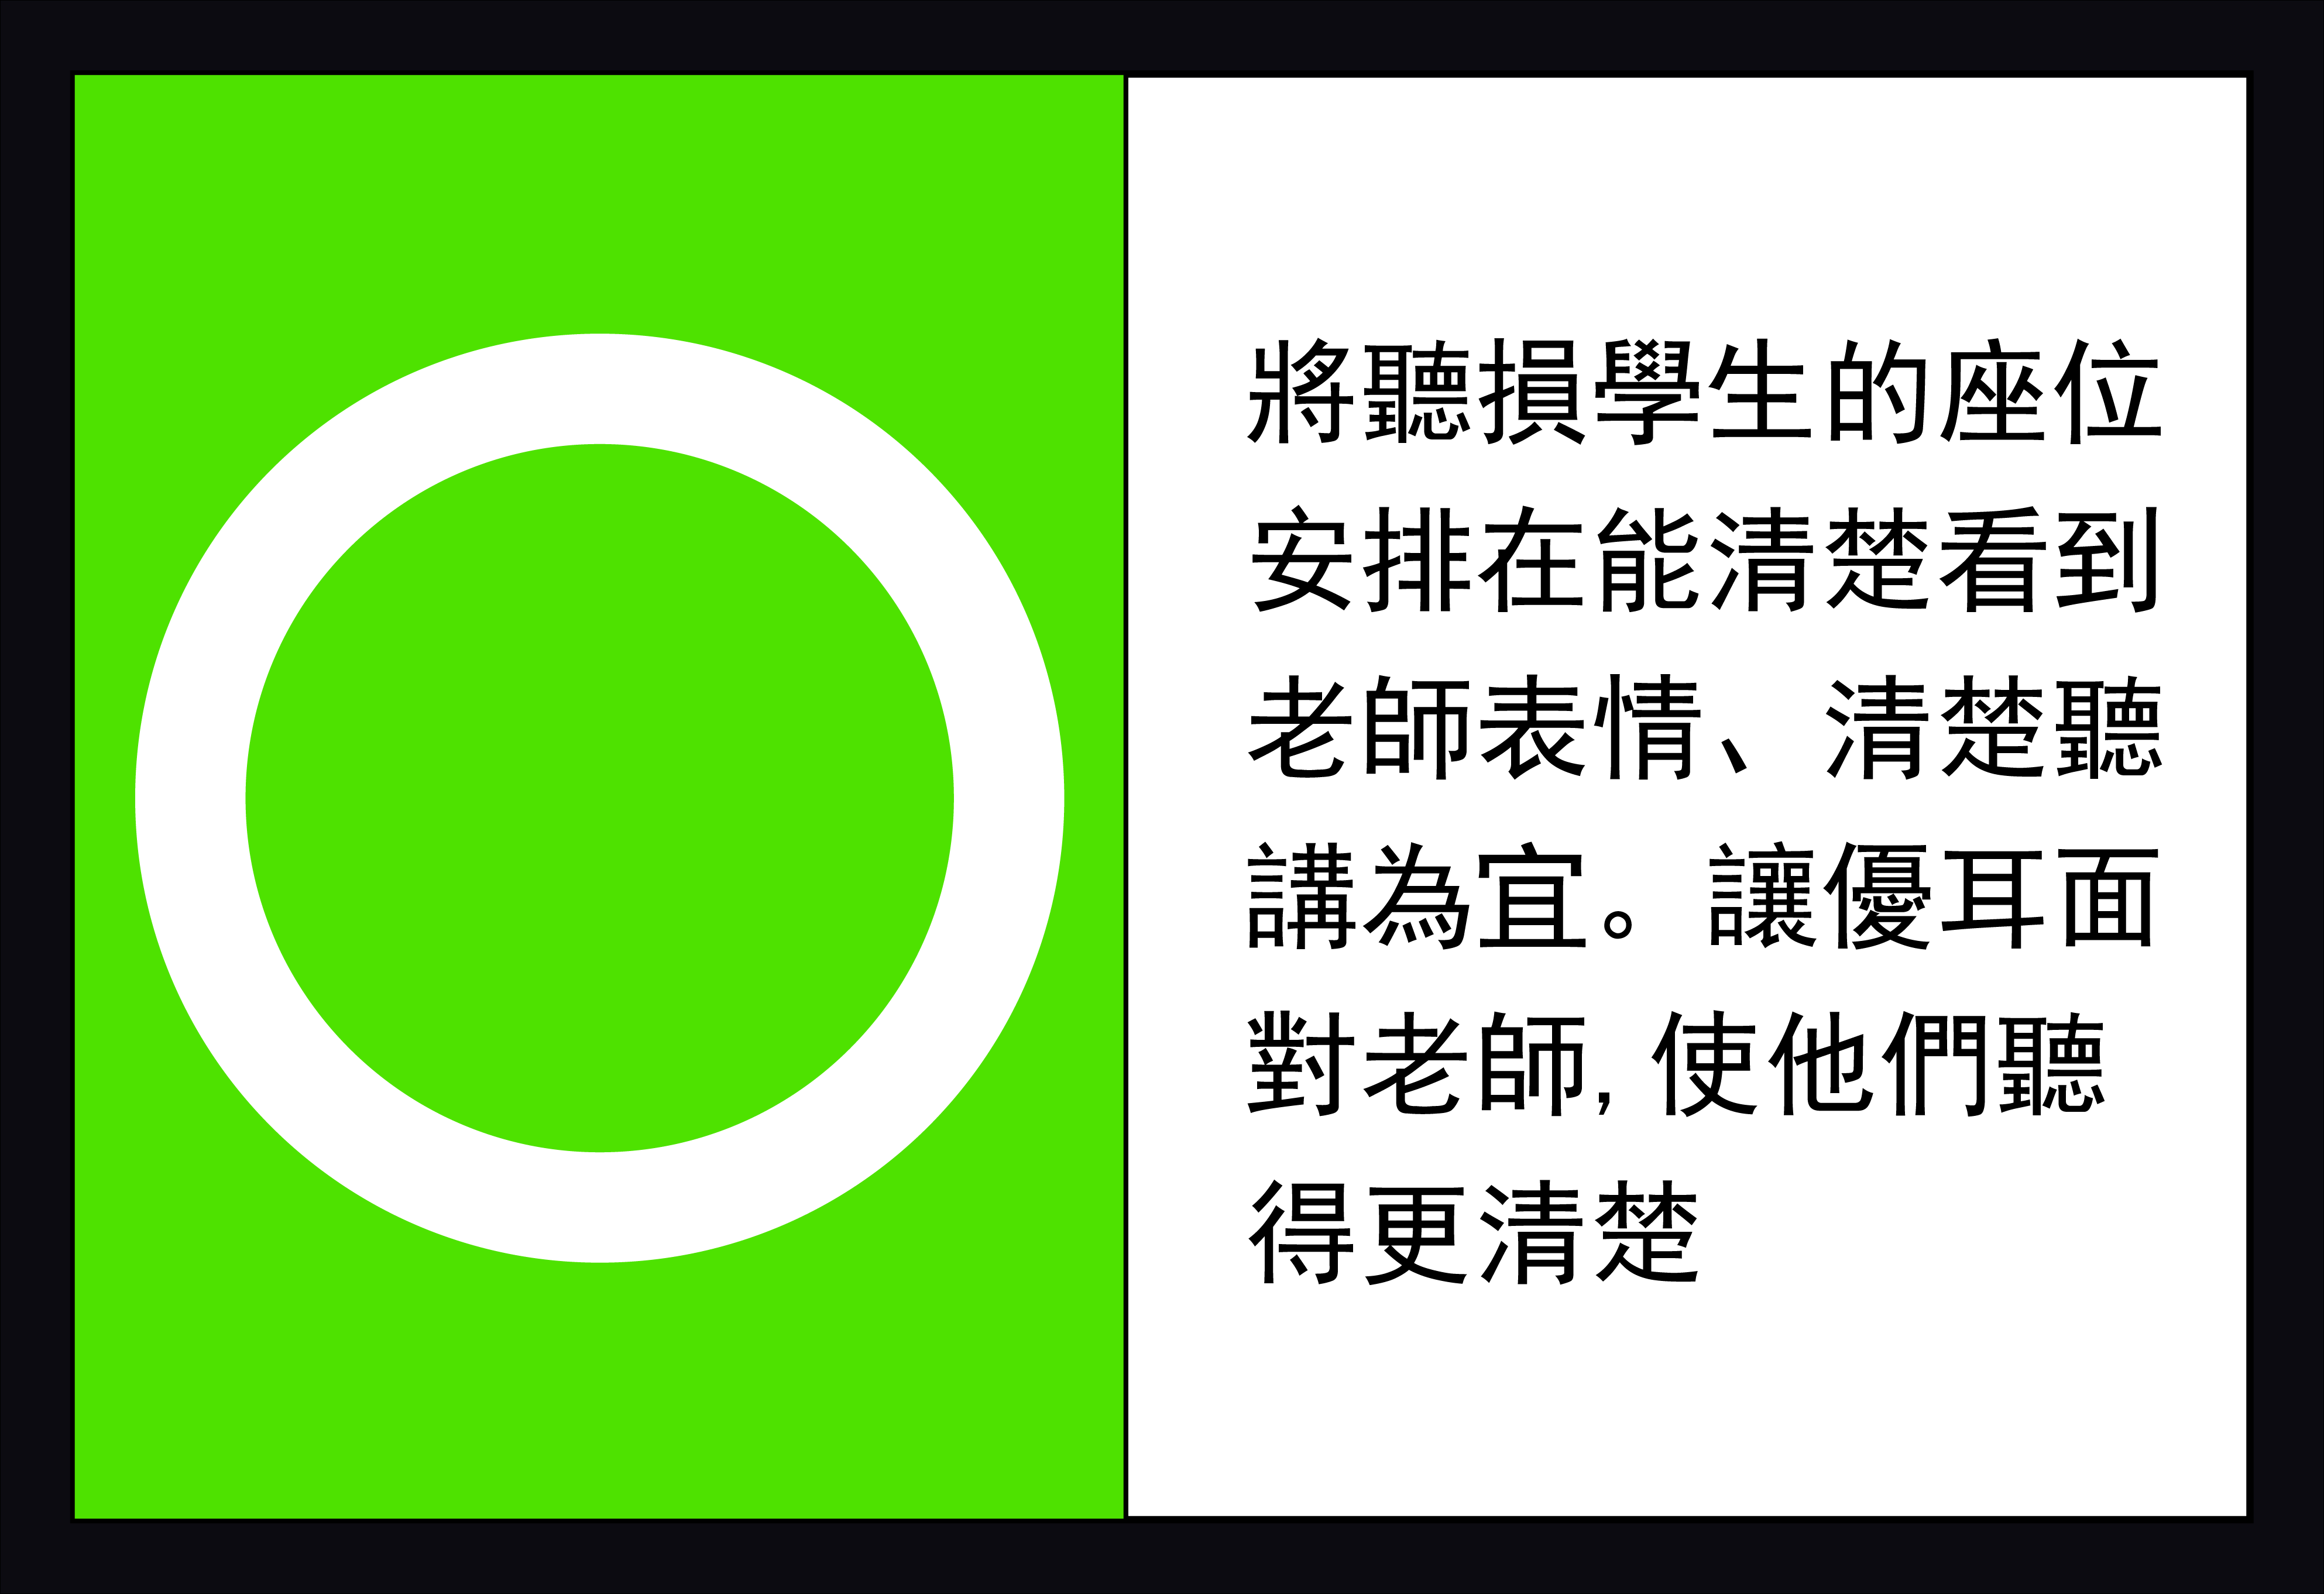 將聽損學生的座位
安排在能清楚看到
老師表情、清楚聽
講為宜。讓優耳面
對老師,使他們聽
得更清楚